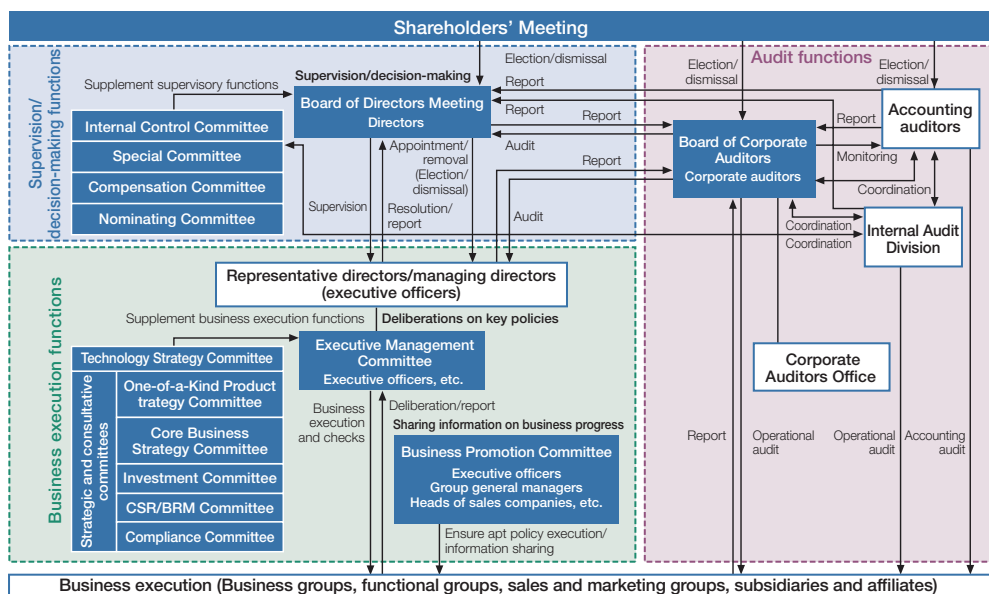 Shareholders' Meeting
Supervision/
decision-making functions
Supplement supervisory functions
Internal Control Committee
Special Committee
Compensation Committee
Nominating Committee
Election/dismissal
Supervision/decision-making
Board of Directors Meeting
Directors
Report
Report
Report
Audit
Appointment/
removal
(Election/
dismissal)
Supervision
Resolution/
report
Report
Audit
Audit functions
Election/
dismissal
Election/
dismissal
Accounting
auditors
Board of Corporate
Auditors
Corporate auditors
Report
Monitoring
Coordination
Coordination
Coordination
Internal Audit
Division
Corporate
Auditors Office
Report
Operational
audit
Operational
audit
Accounting
audit
Business execution functions
Representative directors/managing directors
(executive officers)
Supplement business execution functions
Deliberations on key policies
Executive Management
Committee
Executive officers, etc.
Technology Strategy Committee
Strategic and consultative
committees
One-of-a-Kind Product
trategy Committee
Core Business
Strategy Committee
Investment Committee
CSR/BRM Committee
Compliance Committee
Business
execution
and checks
Deliberation/report
Sharing information on business progress
Business Promotion Committee
Executive officers
Group general managers
Heads of sales companies, etc.
Ensure apt policy execution/
information sharing
Business execution (Business groups, functional groups, sales and marketing groups, subsidiaries and affiliates)